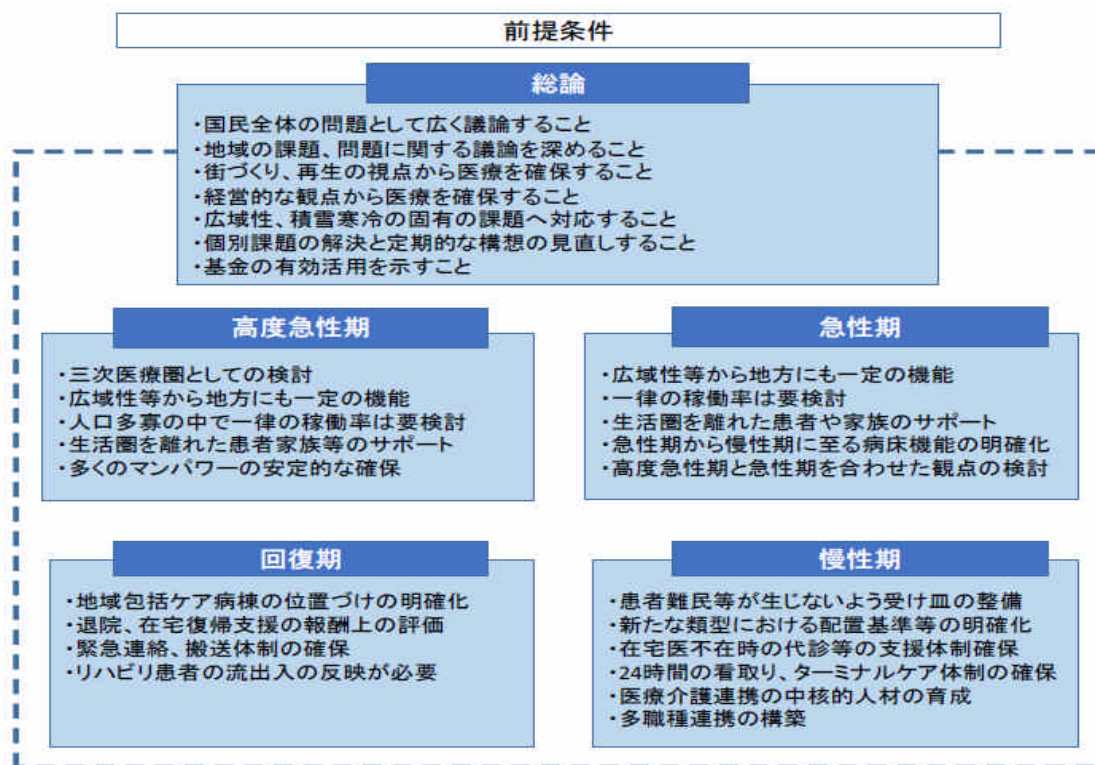 前提条件
総論
・国民全体の問題として広く議論すること
・地域の課題、問題に関する議論を深めること
・街づくり、再生の視点から医療を確保すること
・経営的な観点から医療を確保すること
・広域性、積雪寒冷の固有の課題へ対応すること
・個別課題の解決と定期的な構想の見直しすること
・基金の有効活用を示すこと
高度急性期
・三次医療圏としての検討
・広域性等から地方にも一定の機能
・人口多寡の中で一律の稼働率は要検討
・生活圏を離れた患者家族等のサポート
・多くのマンパワーの安定的な確保
急性期
・広域性等から地方にも一定の機能
・一律の稼働率は要検討
・生活圏を離れた患者や家族のサポート
・急性期から慢性期に至る病床機能の明確化
・高度急性期と急性期を合わせた観点の検討
回復期
・地域包括ケア病棟の位置づけの明確化
・退院、在宅復帰支援の報酬上の評価
・緊急連絡、搬送体制の確保
・リハビリ患者の流出入の反映が必要
慢性期
・患者難民等が生じないよう受け皿の整備
・新たな類型における配置基準等の明確化
・在宅医不在時の代診等の支援体制確保
・24時間の看取り、ターミナルケア体制の確保
・医療介護連携の中核的人材の育成
・多職種連携の構築